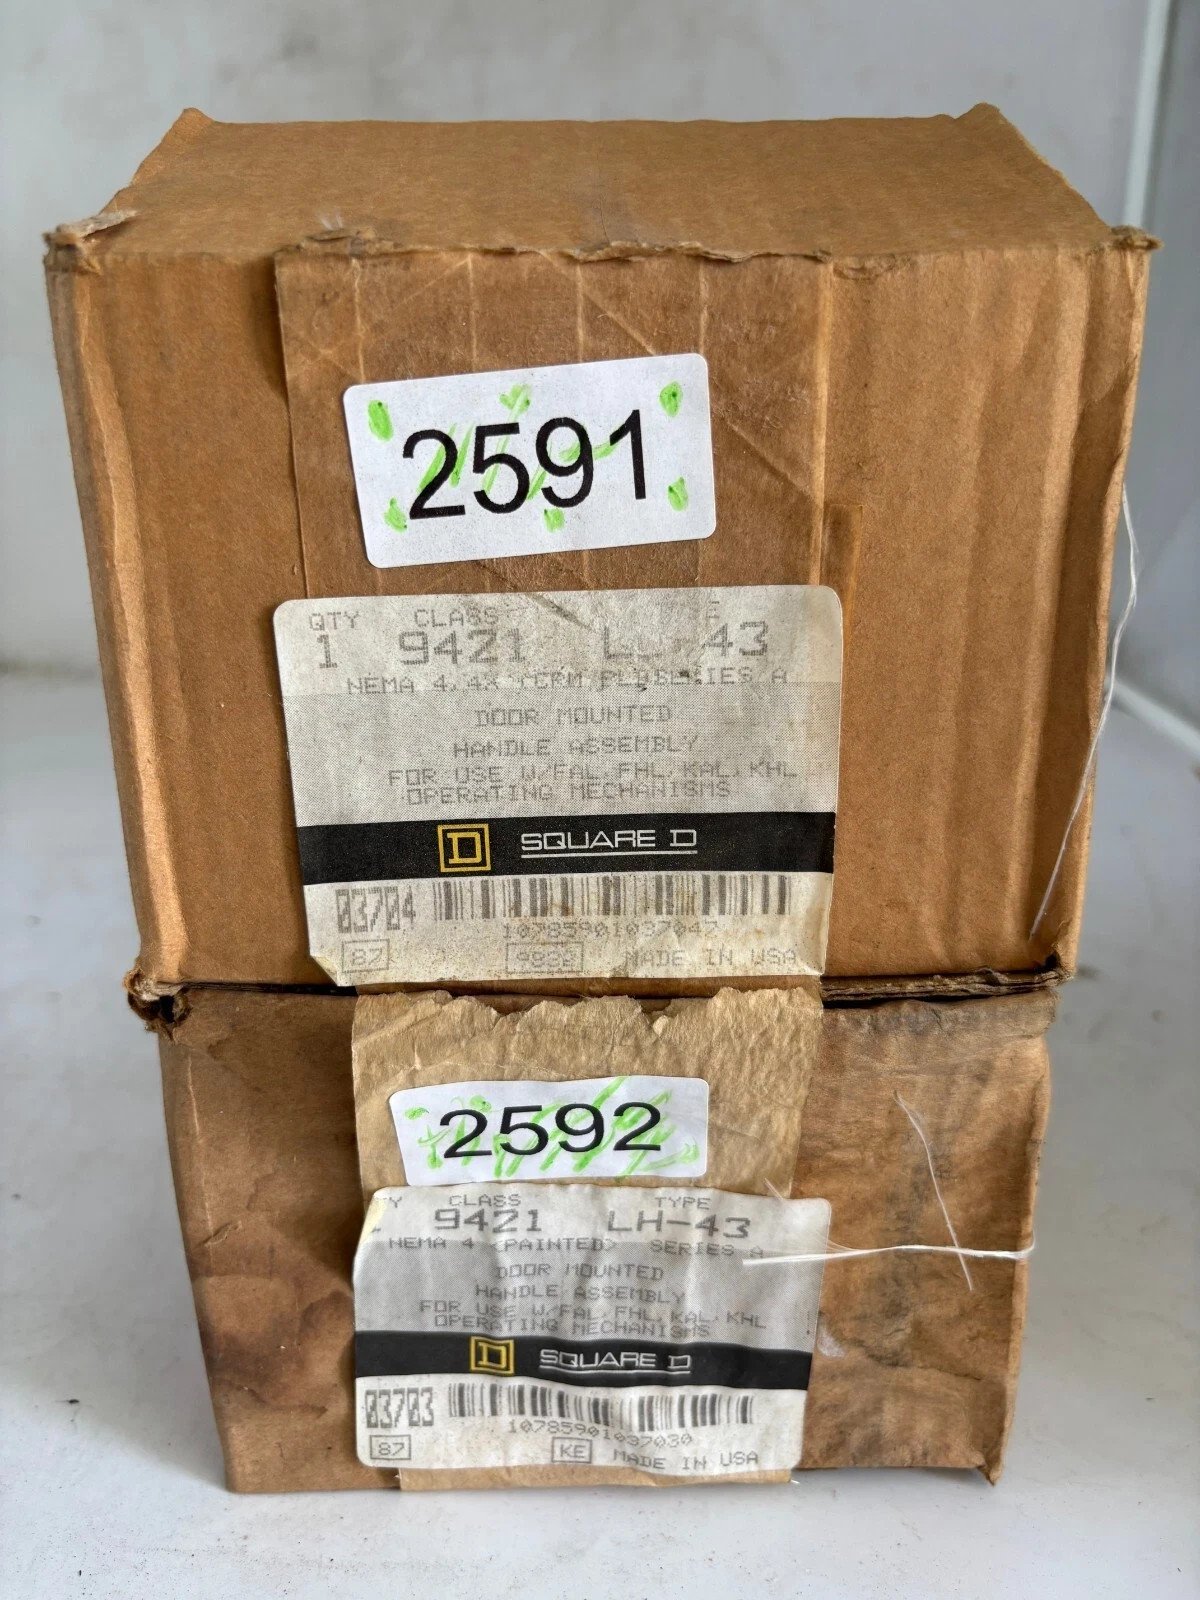 2591
QTY CLASS
1 9421 43
NEMA 4,4X A
DOOR MOUNTED
HANDLE ASSEMBLY
FOR USE W/FAL,FHL,KAL,KHL
OPERATING MECHANISMS
D SQUARE D
03704
10785901037047
87 MADE IN USA
2592
CLASS TYPE
9421 LH-43
NEMA 4 <PAINTED> SERIES A
DOOR MOUNTED
HANDLE ASSEMBLY
FOR USE W/FAL,FHL,KAL,KHL
OPERATING MECHANISMS
D SQUARE D
03703
10785901037030
87 KE MADE IN USA